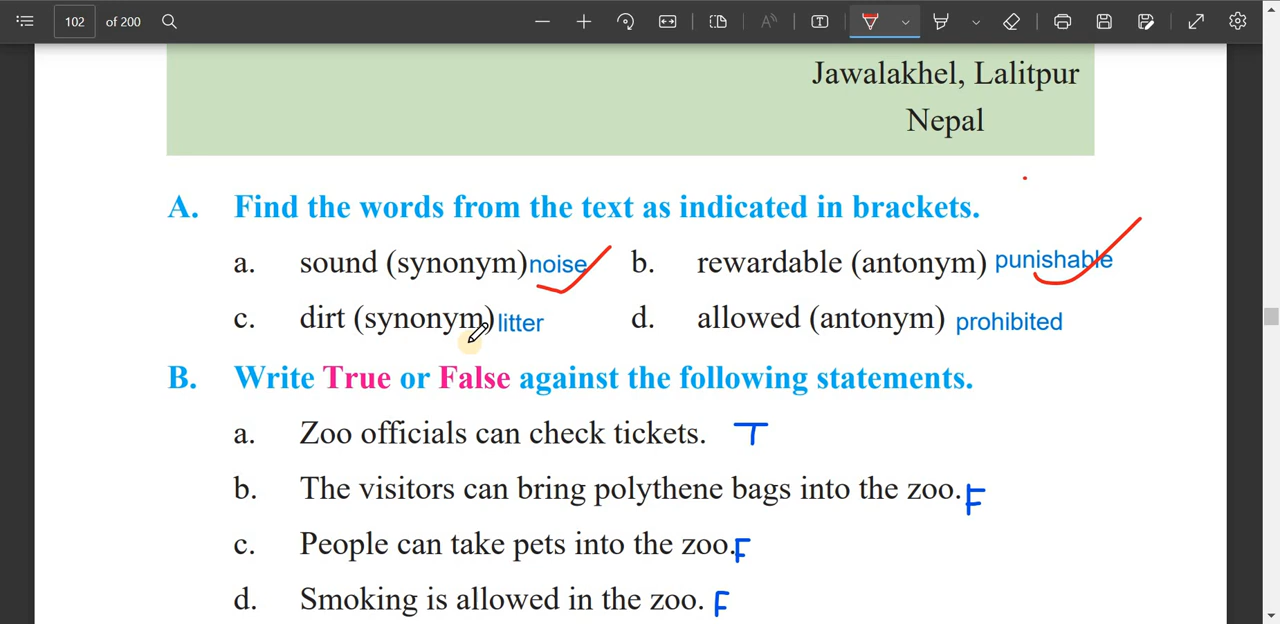 102 of 200
Jawalakhel, Lalitpur
Nepal
A. Find the words from the text as indicated in brackets.
a. sound (synonym) noise b. rewardable (antonym) punishable
c. dirt (synonym) litter d. allowed (antonym) prohibited
B. Write True or False against the following statements.
a. Zoo officials can check tickets. T
b. The visitors can bring polythene bags into the zoo. F
c. People can take pets into the zoo. F
d. Smoking is allowed in the zoo. F